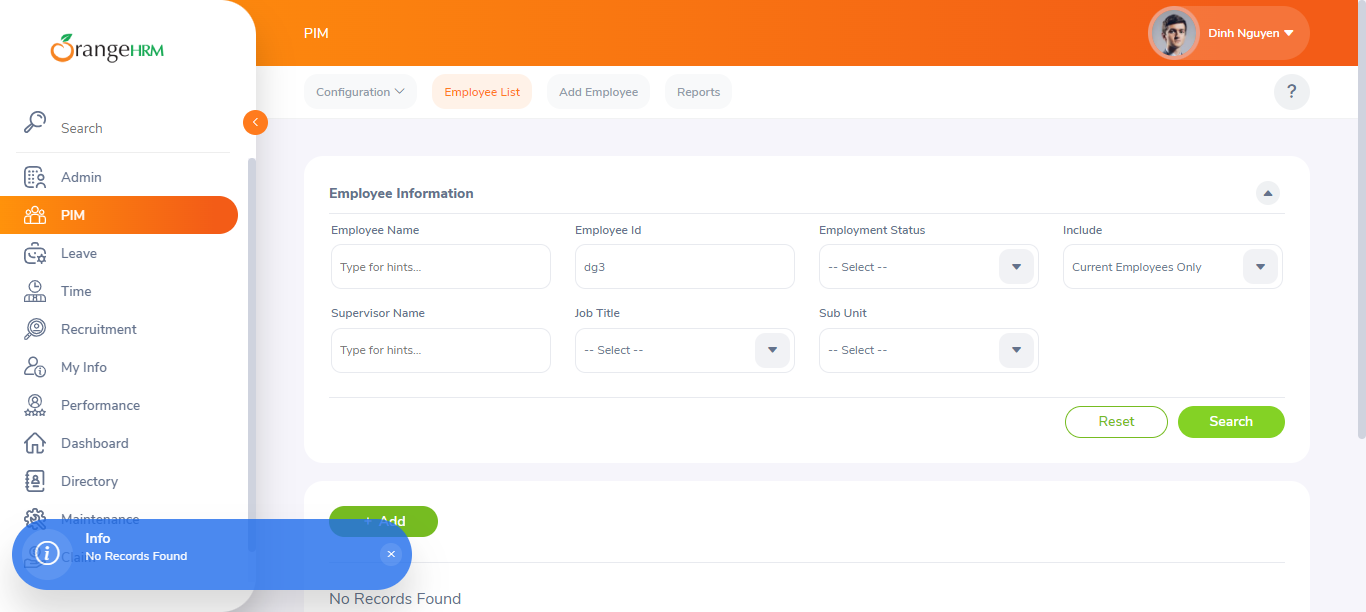 OrangeHRM
Search
Admin
PIM
Leave
Time
Recruitment
My Info
Performance
Dashboard
Directory
Maintenance
Claim
PIM
Dinh Nguyen
Configuration
Employee List
Add Employee
Reports
?
Employee Information
Employee Name
Employee Id
Employment Status
Include
Type for hints...
dg3
-- Select --
Current Employees Only
Supervisor Name
Job Title
Sub Unit
Type for hints...
-- Select --
-- Select --
Reset
Search
+ Add
No Records Found
Info
No Records Found